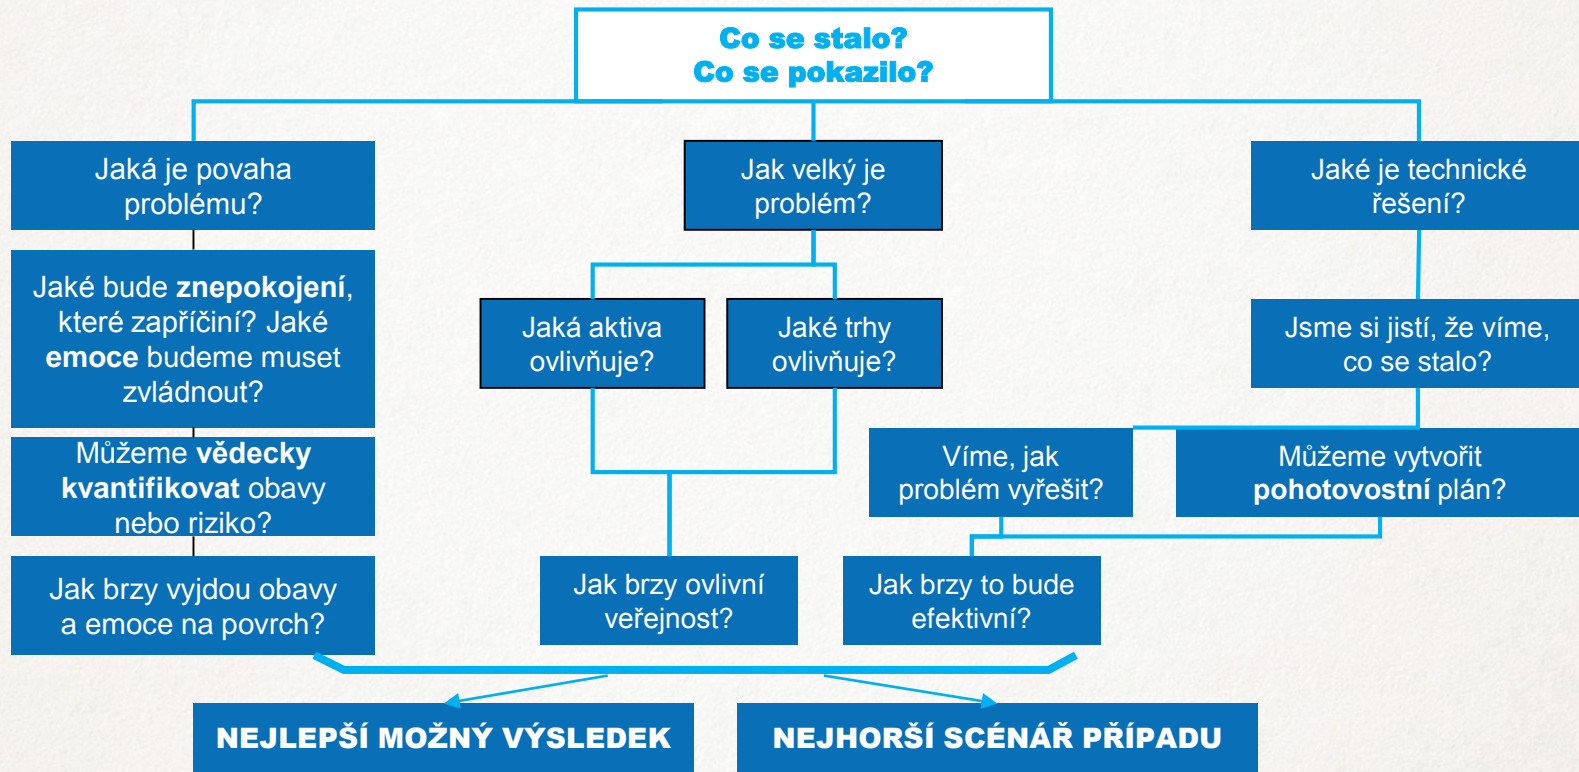 Co se stalo?
Co se pokazilo?
Jaká je povaha
problému?
Jak velký je
problém?
Jaké je technické
řešení?
Jaké bude znepokojení,
které zapříčiní? Jaké
emoce budeme muset
zvládnout?
Jaká aktiva
ovlivňuje?
Jaké trhy
ovlivňuje?
Jsme si jistí, že víme,
co se stalo?
Můžeme vědecky
kvantifikovat obavy
nebo riziko?
Víme, jak
problém vyřešit?
Můžeme vytvořit
pohotovostní plán?
Jak brzy vyjdou obavy
a emoce na povrch?
Jak brzy ovlivní
veřejnost?
Jak brzy to bude
efektivní?
NEJLEPŠÍ MOŽNÝ VÝSLEDEK
NEJHORŠÍ SCÉNÁŘ PŘÍPADU